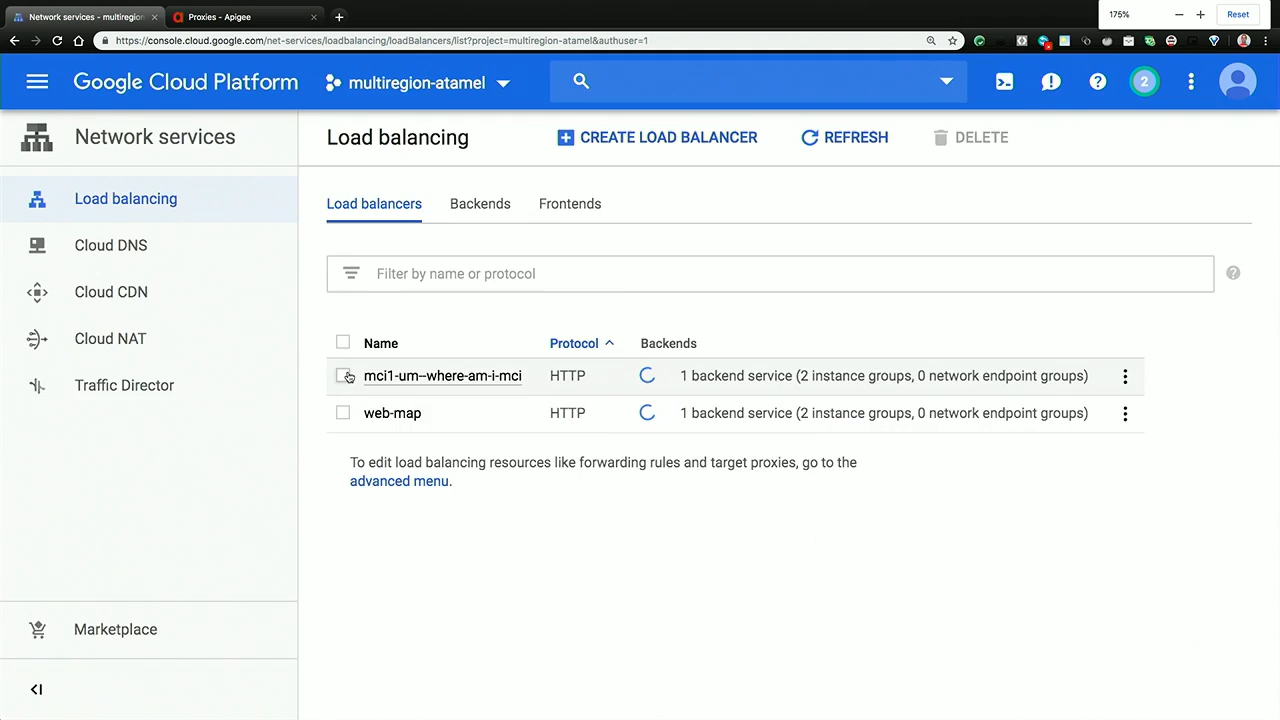 Network services - multiregion
Proxies - Apigee
175%
Reset
https://console.cloud.google.com/net-services/loadbalancing/loadBalancers/list?project=multiregion-atamel&authuser=1
Google Cloud Platform
multiregion-atamel
2
Network services
Load balancing
CREATE LOAD BALANCER
REFRESH
DELETE
Load balancing
Cloud DNS
Cloud CDN
Cloud NAT
Traffic Director
Marketplace
Load balancers
Backends
Frontends
Filter by name or protocol
Name
Protocol
Backends
mci1-um--where-am-i-mci
HTTP
1 backend service (2 instance groups, 0 network endpoint groups)
web-map
HTTP
1 backend service (2 instance groups, 0 network endpoint groups)
To edit load balancing resources like forwarding rules and target proxies, go to the
advanced menu.